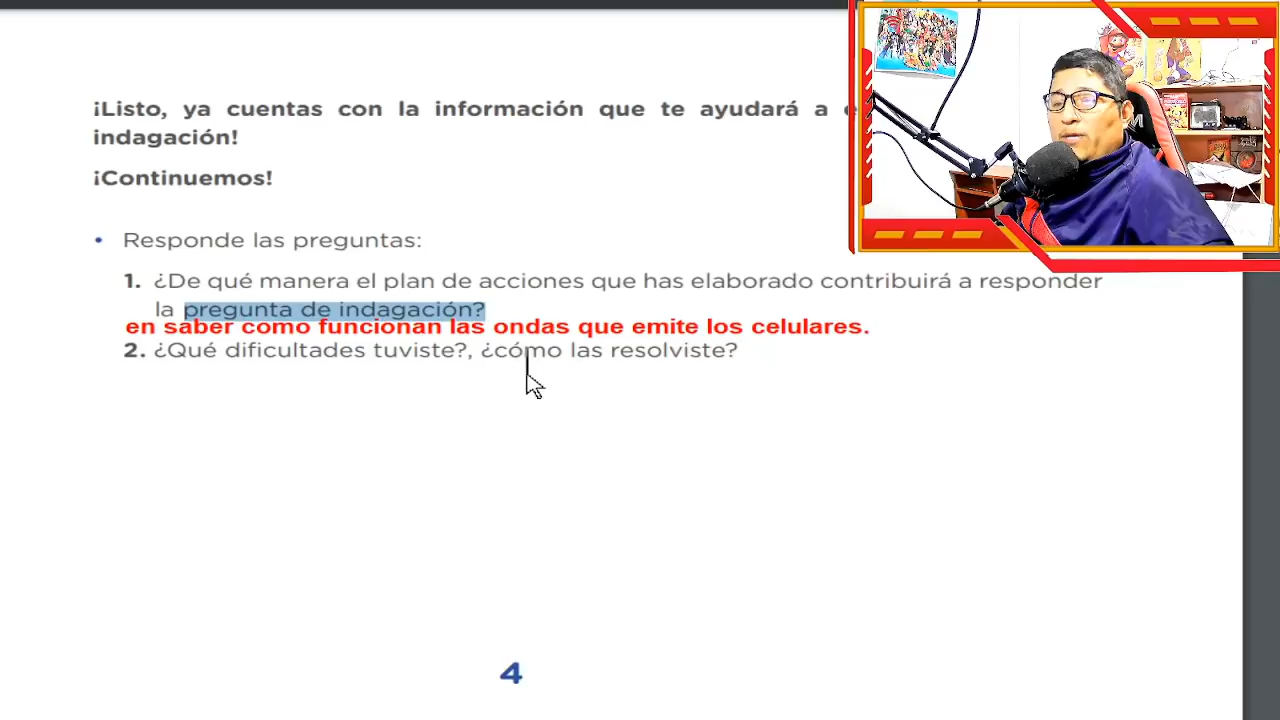 ¡Listo, ya cuentas con la información que te ayudará a
indagación!
¡Continuemos!
• Responde las preguntas:
1. ¿De qué manera el plan de acciones que has elaborado contribuirá a responder
la pregunta de indagación?
en saber como funcionan las ondas que emite los celulares.
2. ¿Qué dificultades tuviste?, ¿cómo las resolviste?
4